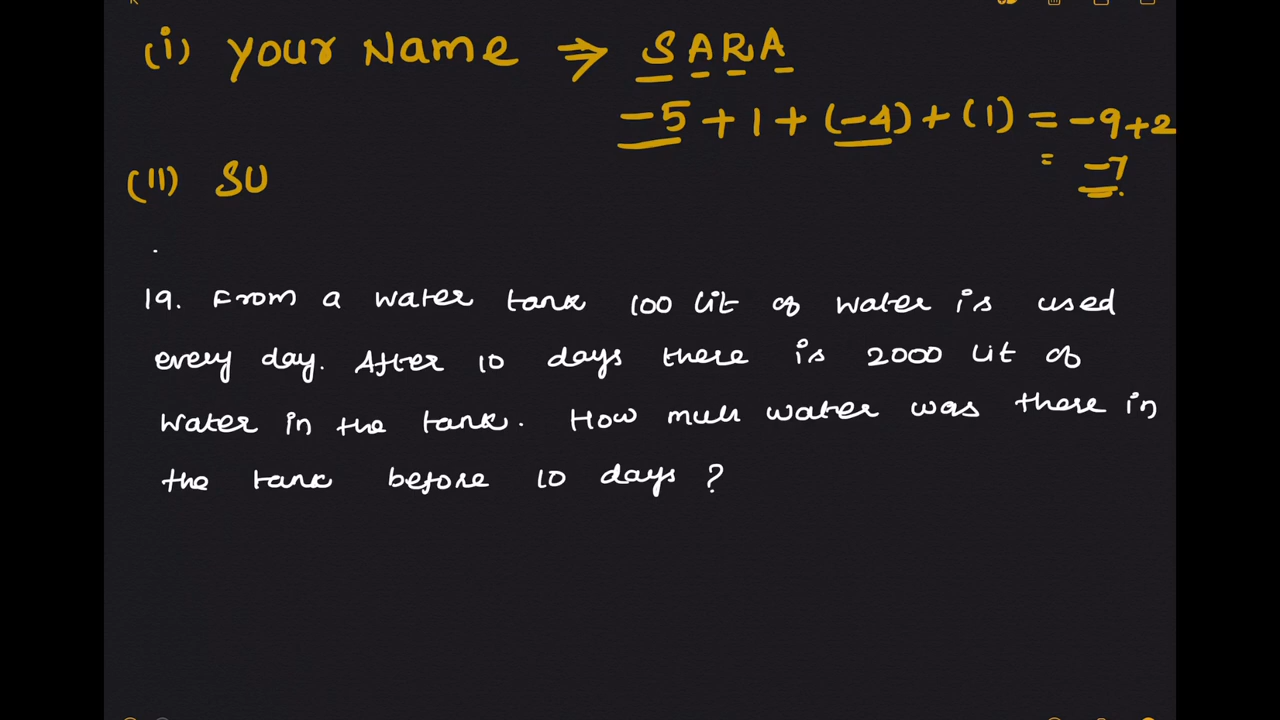 (i) Your Name ⇒ SARA
-5 + 1 + (-4) + (1) = -9+2
= -7.
(II) SU
19. From a water tank 100 lit of water is used
every day. After 10 days there is 2000 lit of
water in the tank. How much water was there in
the tank before 10 days ?